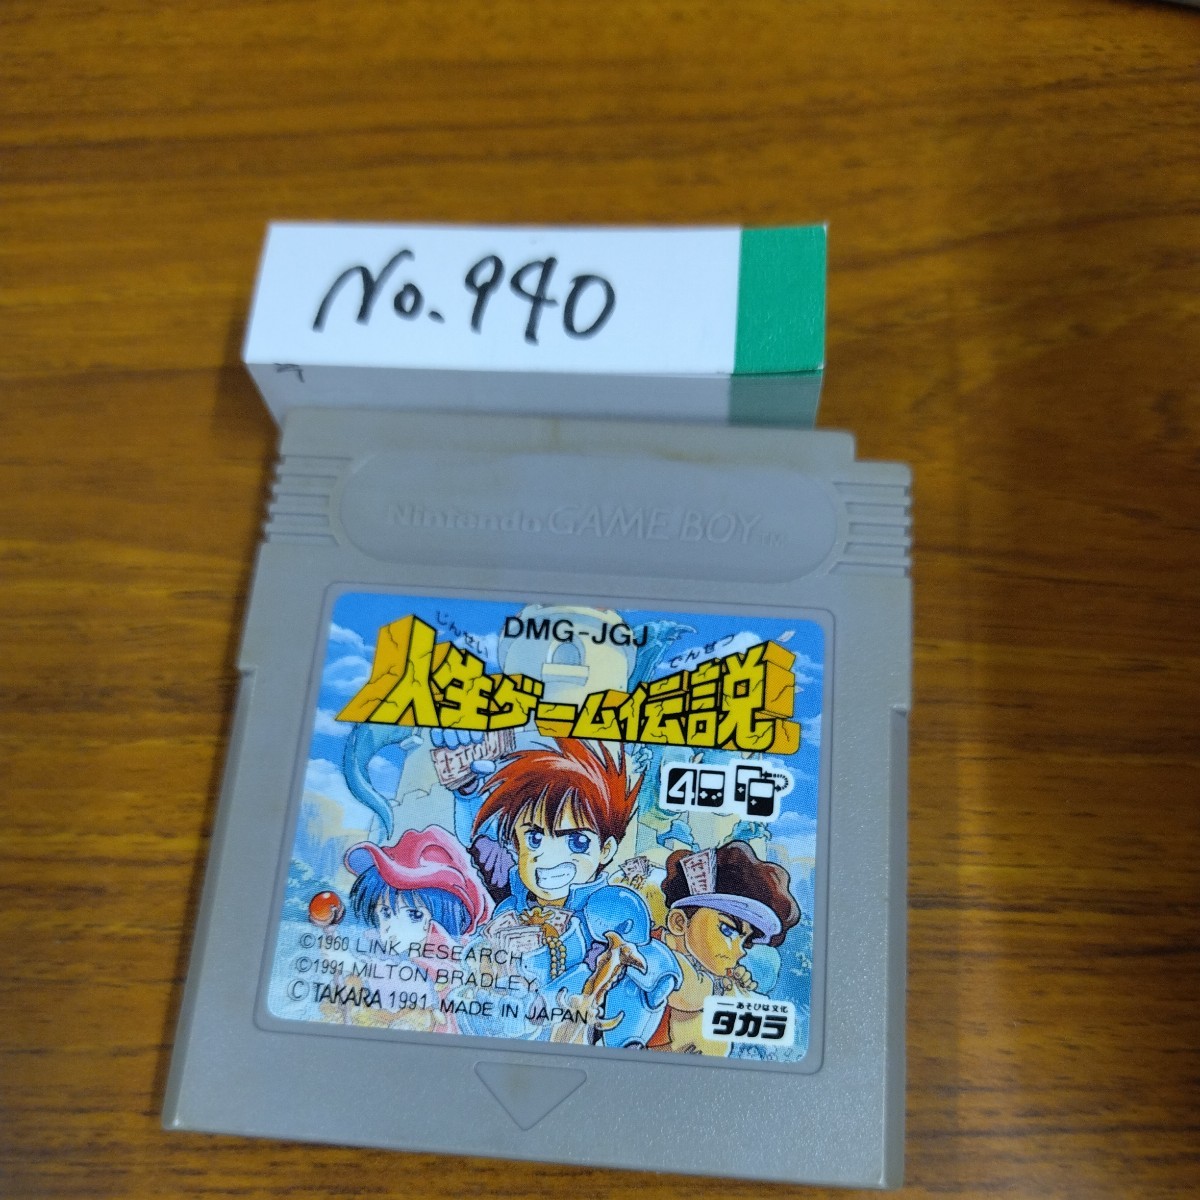 No.940
Nintendo GAME BOY TM
DMG-JGJ
じんせい でんせつ
人生ゲーム伝説
4
©1960 LINK RESEARCH.
©1991 MILTON BRADLEY.
© TAKARA 1991 MADE IN JAPAN
あそびは文化
タカラ